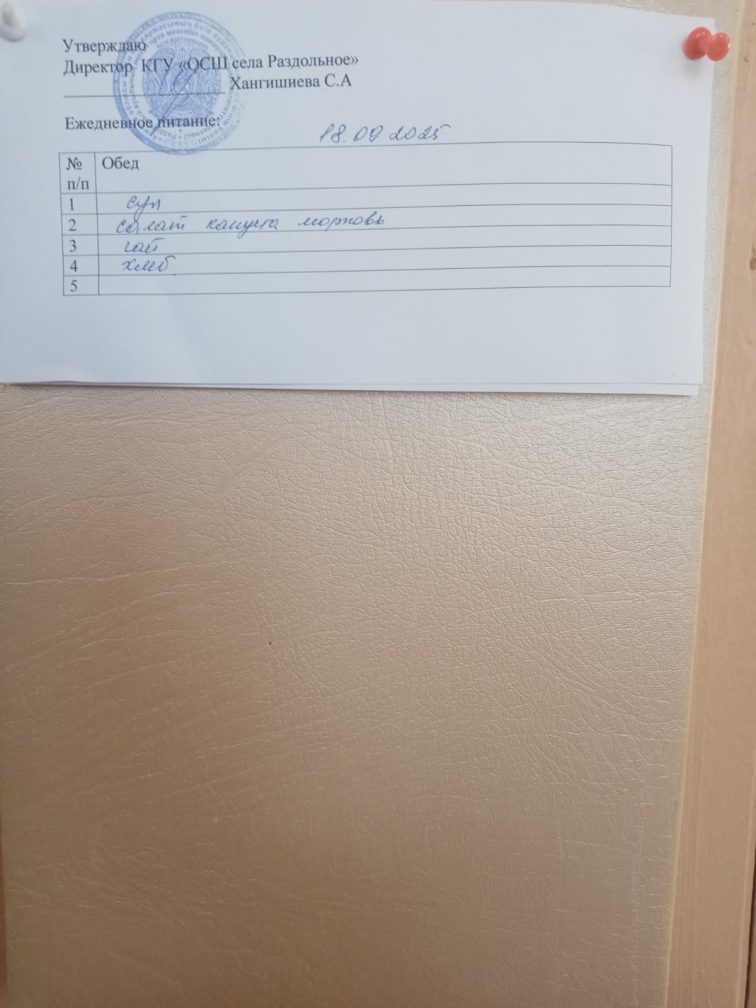 Утверждаю
Директор КГУ «ОСШ села Раздольное»
Хангишиева С.А
Ежедневное питание: 18.09 2025
№ п/п Обед
1 суп
2 салат капуста морковь
3 чай
4 хлеб
5